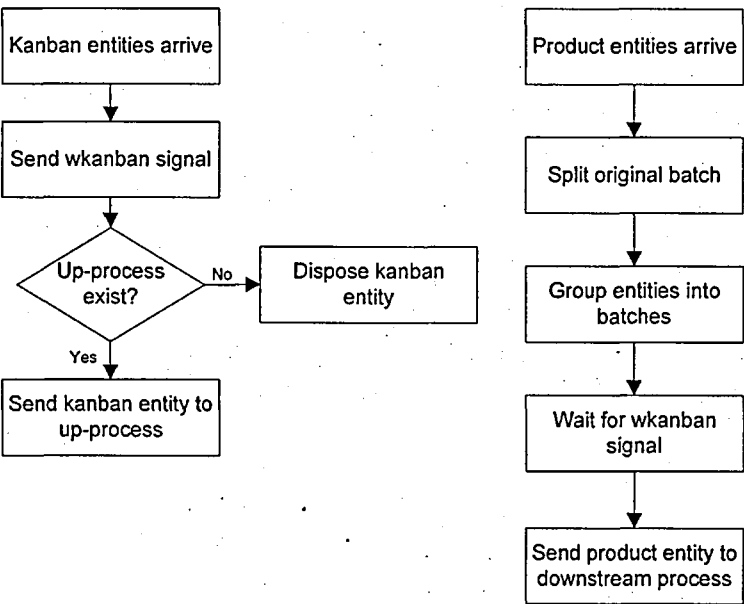 Kanban entities arrive
Send wkanban signal
Up-process
exist?
No
Dispose kanban
entity
Yes
Send kanban entity to
up-process
Product entities arrive
Split original batch
Group entities into
batches
Wait for wkanban
signal
Send product entity to
downstream process